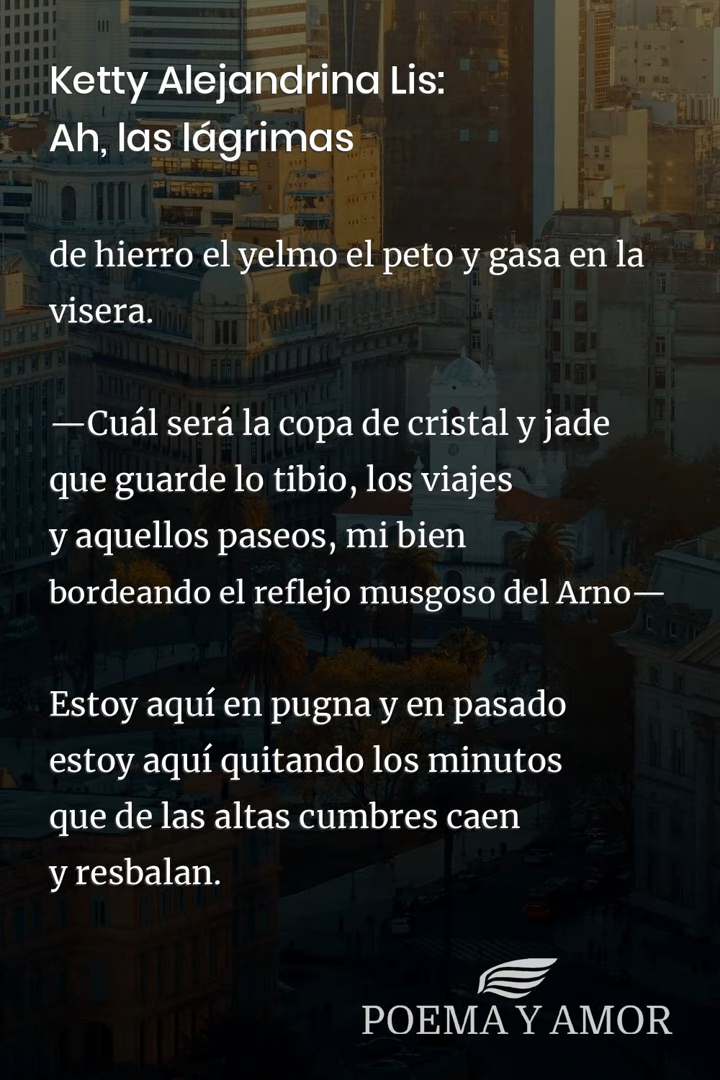 Ketty Alejandrina Lis:
Ah, las lágrimas
de hierro el yelmo el peto y gasa en la
visera.
—Cuál será la copa de cristal y jade
que guarde lo tibio, los viajes
y aquellos paseos, mi bien
bordeando el reflejo musgoso del Arno—
Estoy aquí en pugna y en pasado
estoy aquí quitando los minutos
que de las altas cumbres caen
y resbalan.
POEMA Y AMOR